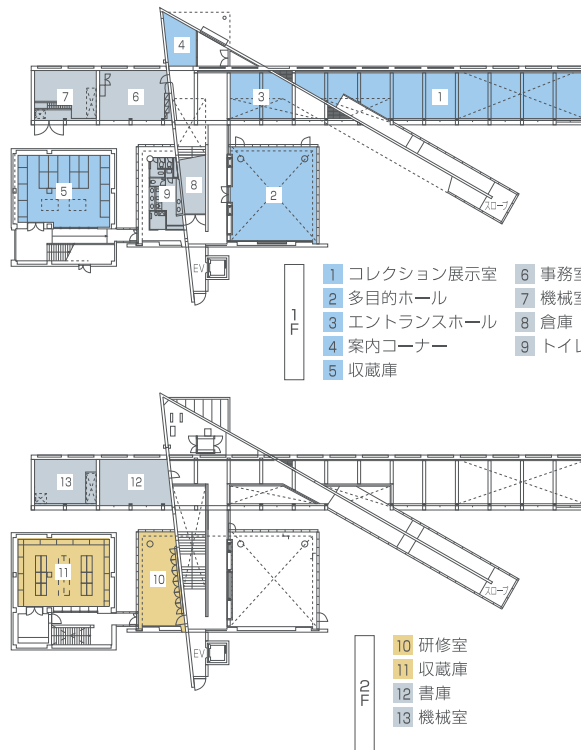 4
7
6
3
1
5
9
8
2
スロープ
EV
1F
1 コレクション展示室
2 多目的ホール
3 エントランスホール
4 案内コーナー
5 収蔵庫
6 事務室
7 機械室
8 倉庫
9 トイレ
13
12
11
10
スロープ
EV
2F
10 研修室
11 収蔵庫
12 書庫
13 機械室